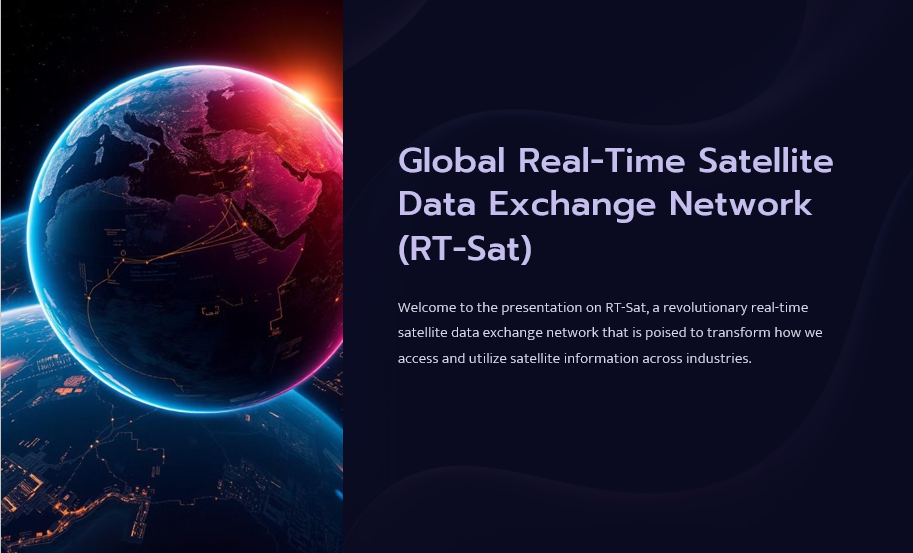 Global Real-Time Satellite
Data Exchange Network
(RT-Sat)
Welcome to the presentation on RT-Sat, a revolutionary real-time
satellite data exchange network that is poised to transform how we
access and utilize satellite information across industries.